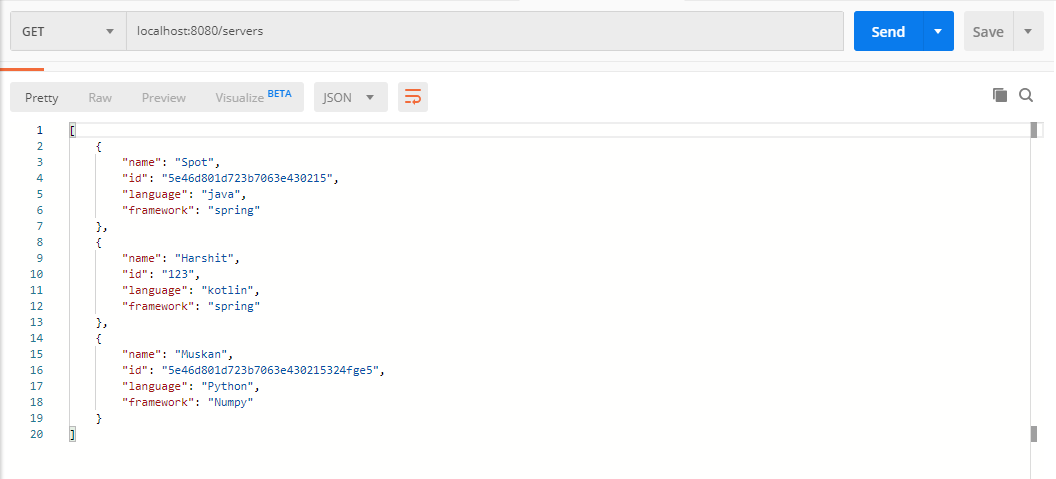 GET localhost:8080/servers Send Save
Pretty Raw Preview Visualize BETA JSON
1 [
2 {
3 "name": "Spot",
4 "id": "5e46d801d723b7063e430215",
5 "language": "java",
6 "framework": "spring"
7 },
8 {
9 "name": "Harshit",
10 "id": "123",
11 "language": "kotlin",
12 "framework": "spring"
13 },
14 {
15 "name": "Muskan",
16 "id": "5e46d801d723b7063e430215324fge5",
17 "language": "Python",
18 "framework": "Numpy"
19 }
20 ]